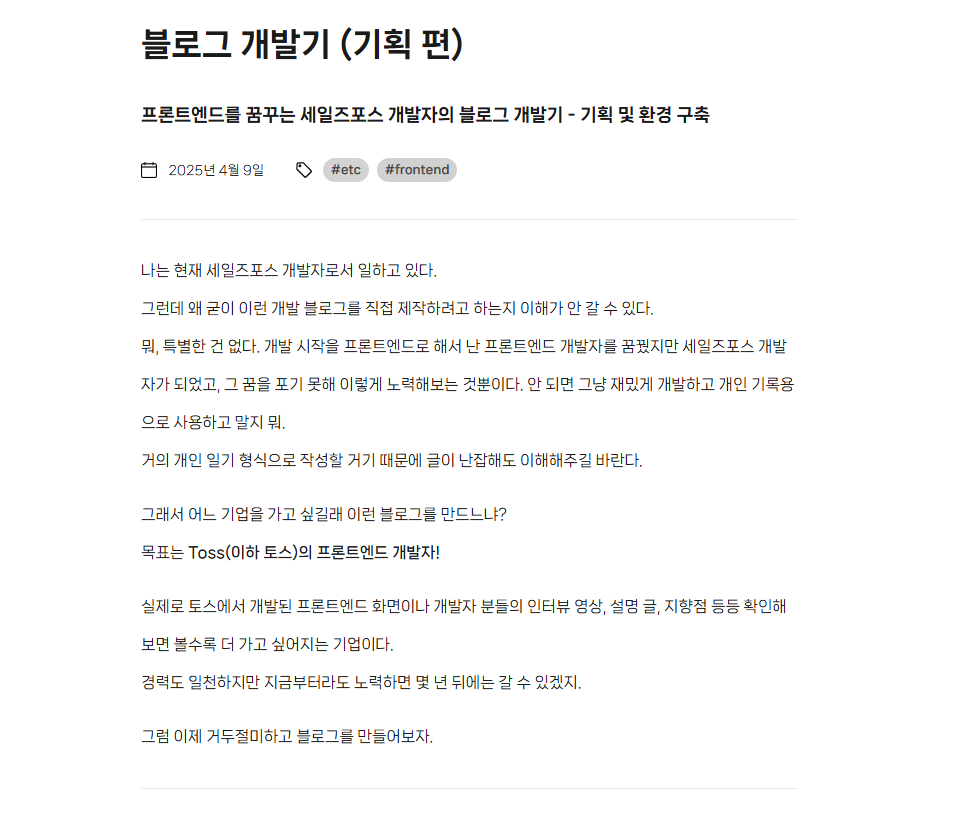 블로그 개발기 (기획 편)
프론트엔드를 꿈꾸는 세일즈포스 개발자의 블로그 개발기 - 기획 및 환경 구축
2025년 4월 9일 #etc #frontend
나는 현재 세일즈포스 개발자로서 일하고 있다.
그런데 왜 굳이 이런 개발 블로그를 직접 제작하려고 하는지 이해가 안 갈 수 있다.
뭐, 특별한 건 없다. 개발 시작을 프론트엔드로 해서 난 프론트엔드 개발자를 꿈꿨지만 세일즈포스 개발
자가 되었고, 그 꿈을 포기 못해 이렇게 노력해보는 것뿐이다. 안 되면 그냥 재밌게 개발하고 개인 기록용
으로 사용하고 말지 뭐.
거의 개인 일기 형식으로 작성할 거기 때문에 글이 난잡해도 이해해주길 바란다.
그래서 어느 기업을 가고 싶길래 이런 블로그를 만드느냐?
목표는 Toss(이하 토스)의 프론트엔드 개발자!
실제로 토스에서 개발된 프론트엔드 화면이나 개발자 분들의 인터뷰 영상, 설명 글, 지향점 등등 확인해
보면 볼수록 더 가고 싶어지는 기업이다.
경력도 일천하지만 지금부터라도 노력하면 몇 년 뒤에는 갈 수 있겠지.
그럼 이제 거두절미하고 블로그를 만들어보자.